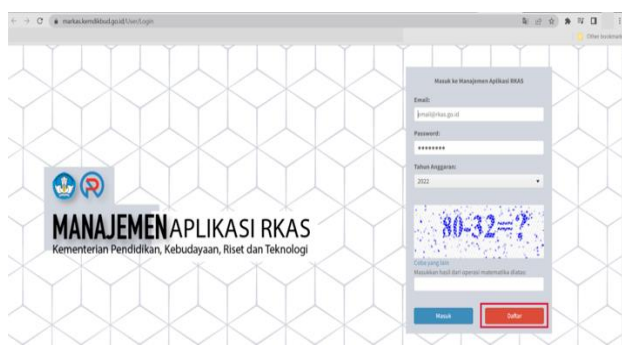 markas.kemdikbud.go.id/User/Login
Other bookmarks
Masuk ke Manajemen Aplikasi RKAS
Email:
email@rkas.go.id
Password:
Tahun Anggaran:
2022
80-32=?
Coba yang lain
Masukkan hasil dari operasi matematika diatas:
Masuk
Daftar
MANAJEMEN APLIKASI RKAS
Kementerian Pendidikan, Kebudayaan, Riset dan Teknologi